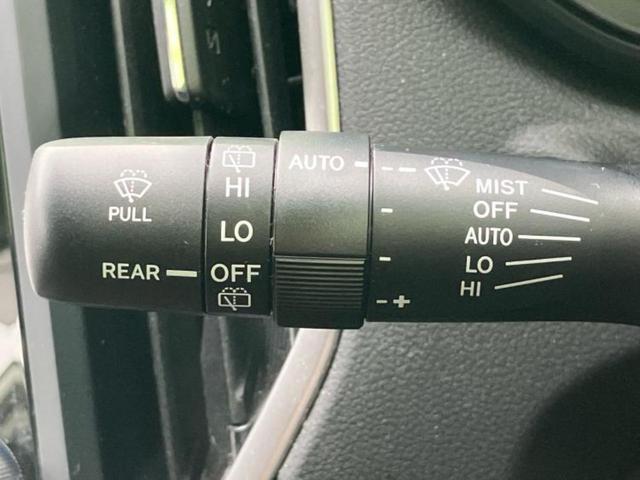 PULL
REAR
HI
LO
OFF
AUTO
- +
MIST
OFF
AUTO
LO
HI